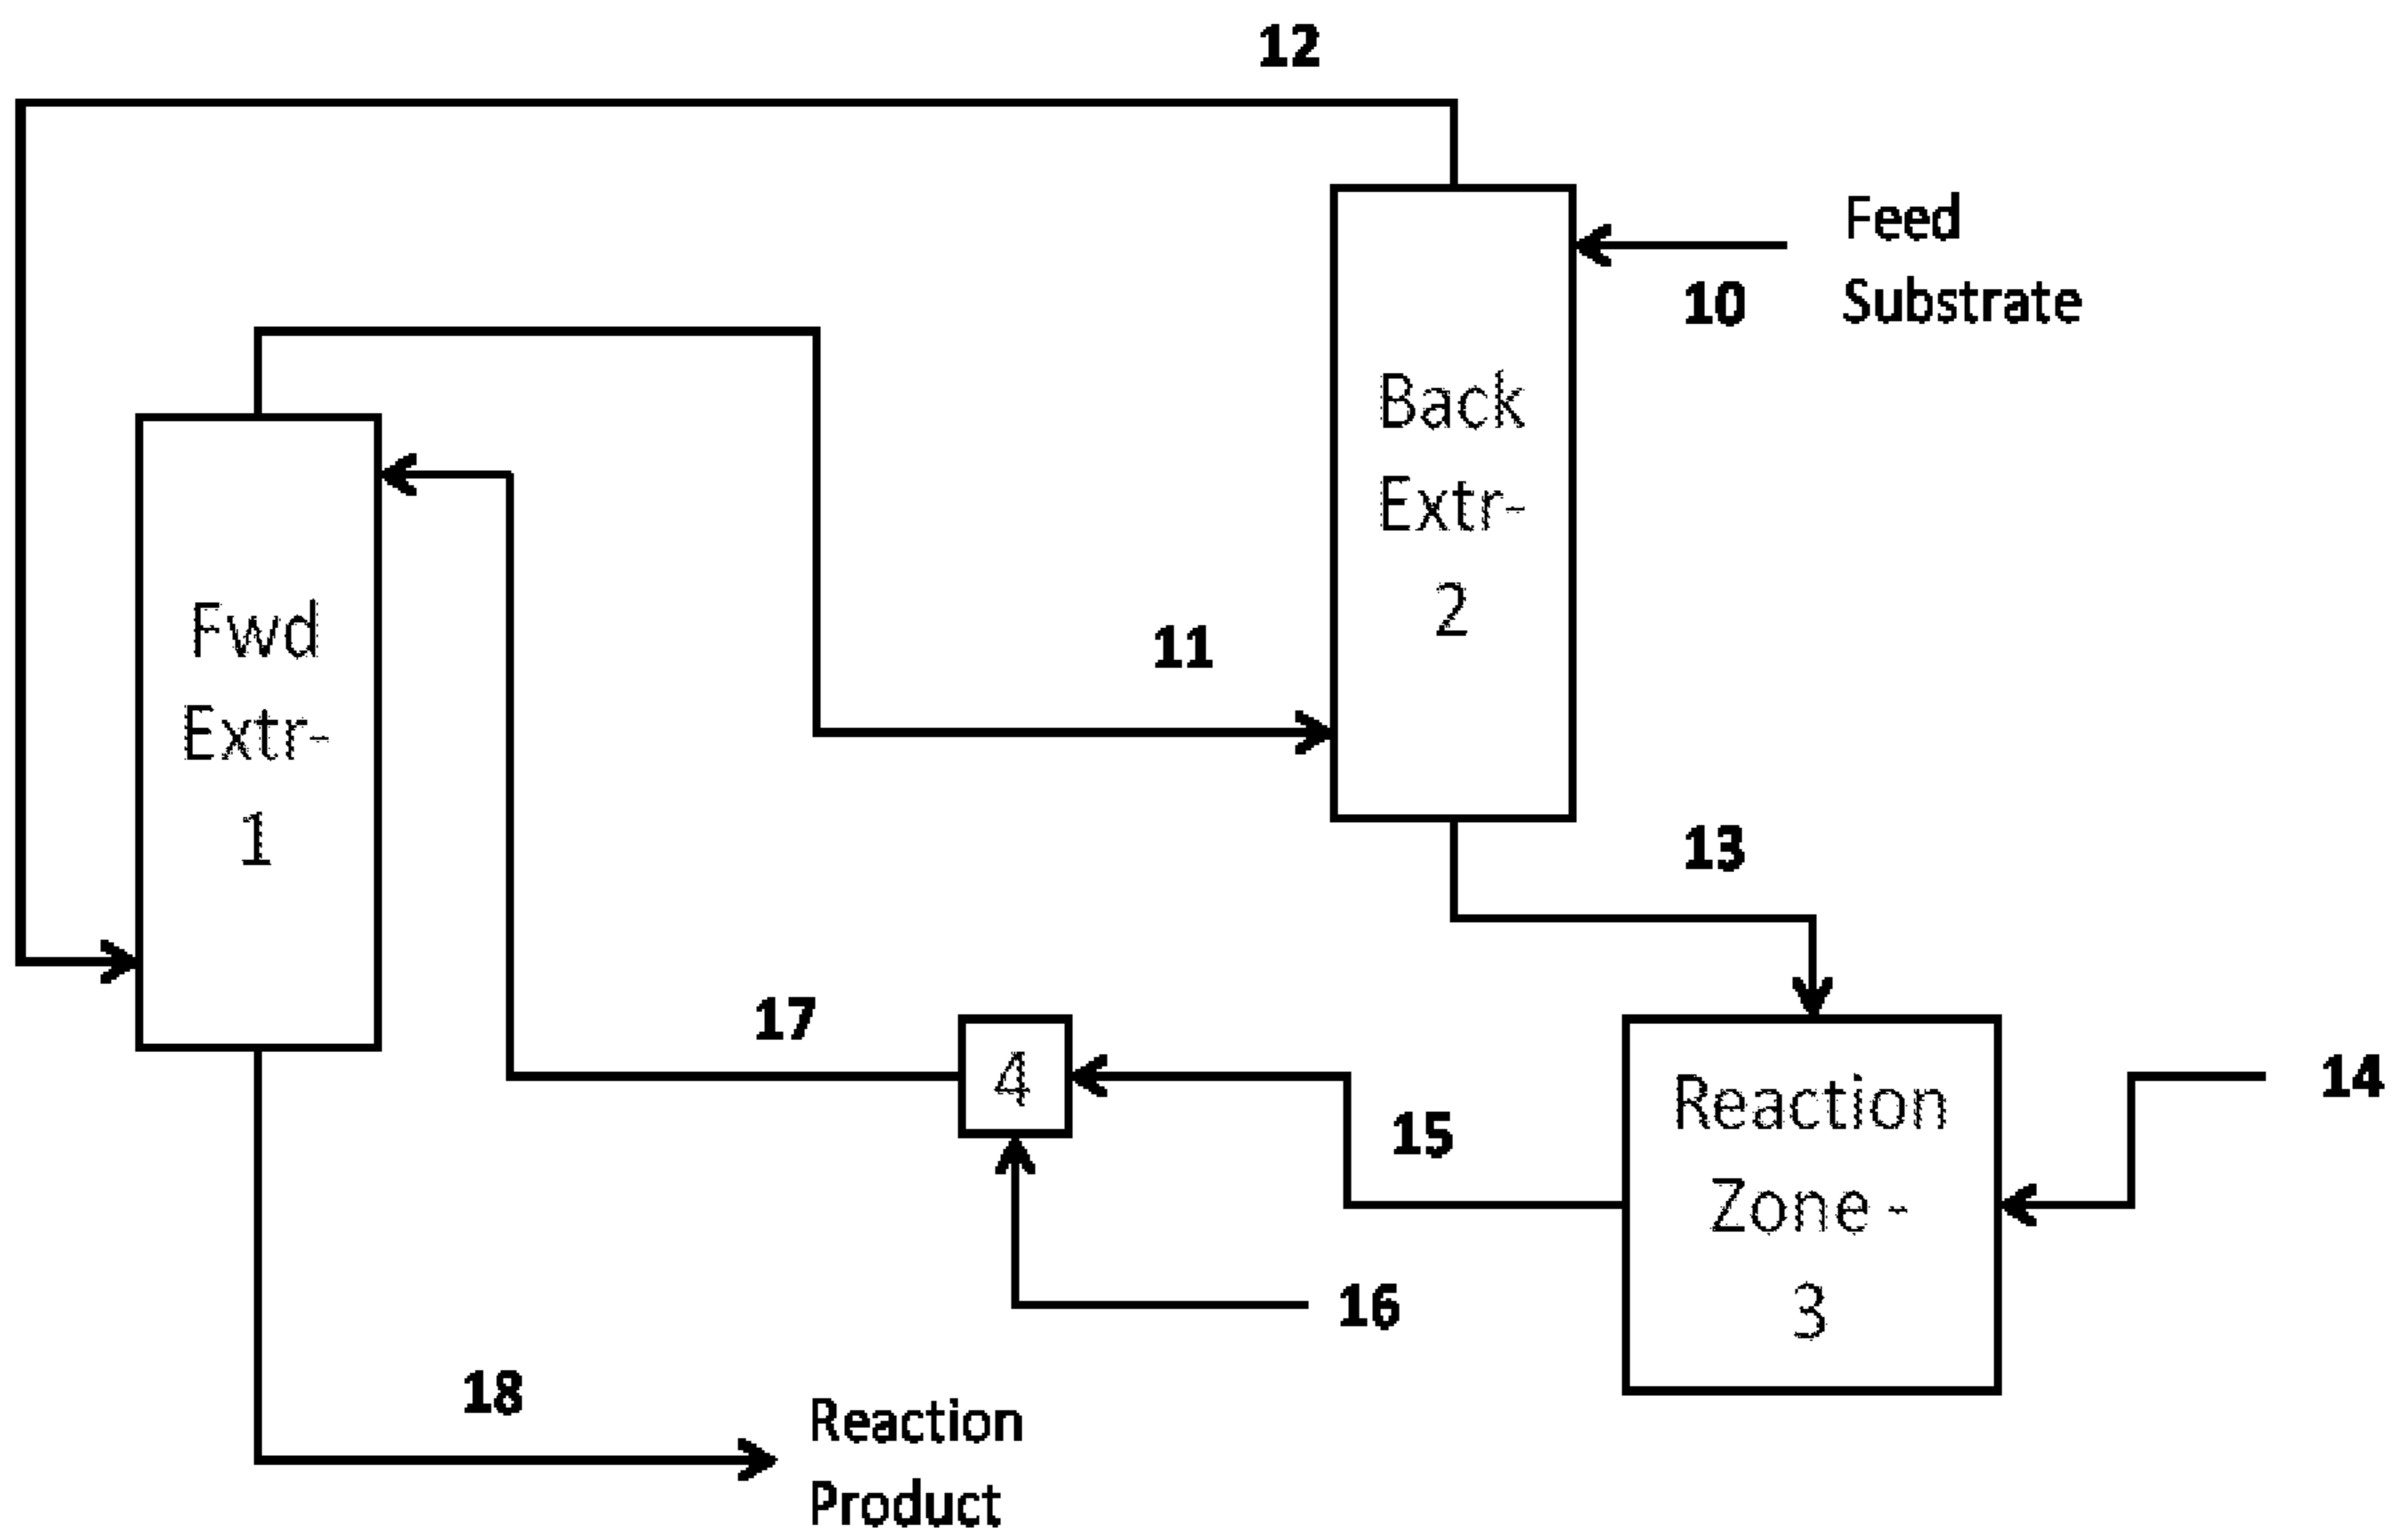 12
Feed
Substrate
10
Back
Extr-
2
11
Fwd
Extr-
1
13
17
4
15
14
Reaction
Zone -
3
16
18
Reaction
Product